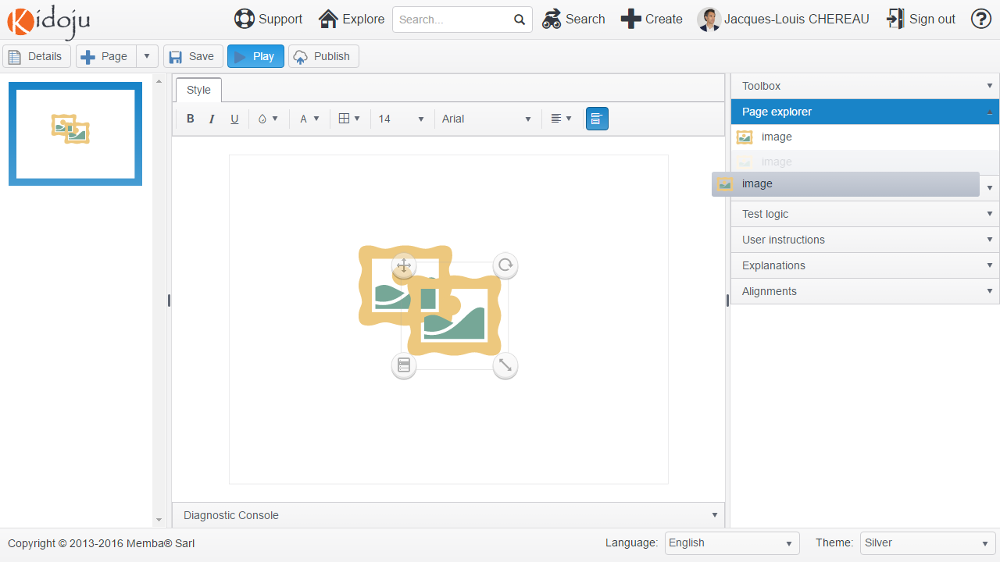 Kidoju
Support
Explore
Search...
Search
Create
Jacques-Louis CHEREAU
Sign out
Details
Page
Save
Play
Publish
Style
B I U
A
14
Arial
Toolbox
Page explorer
image
image
image
Test logic
User instructions
Explanations
Alignments
Diagnostic Console
Copyright © 2013-2016 Memba® Sarl
Language:
English
Theme:
Silver